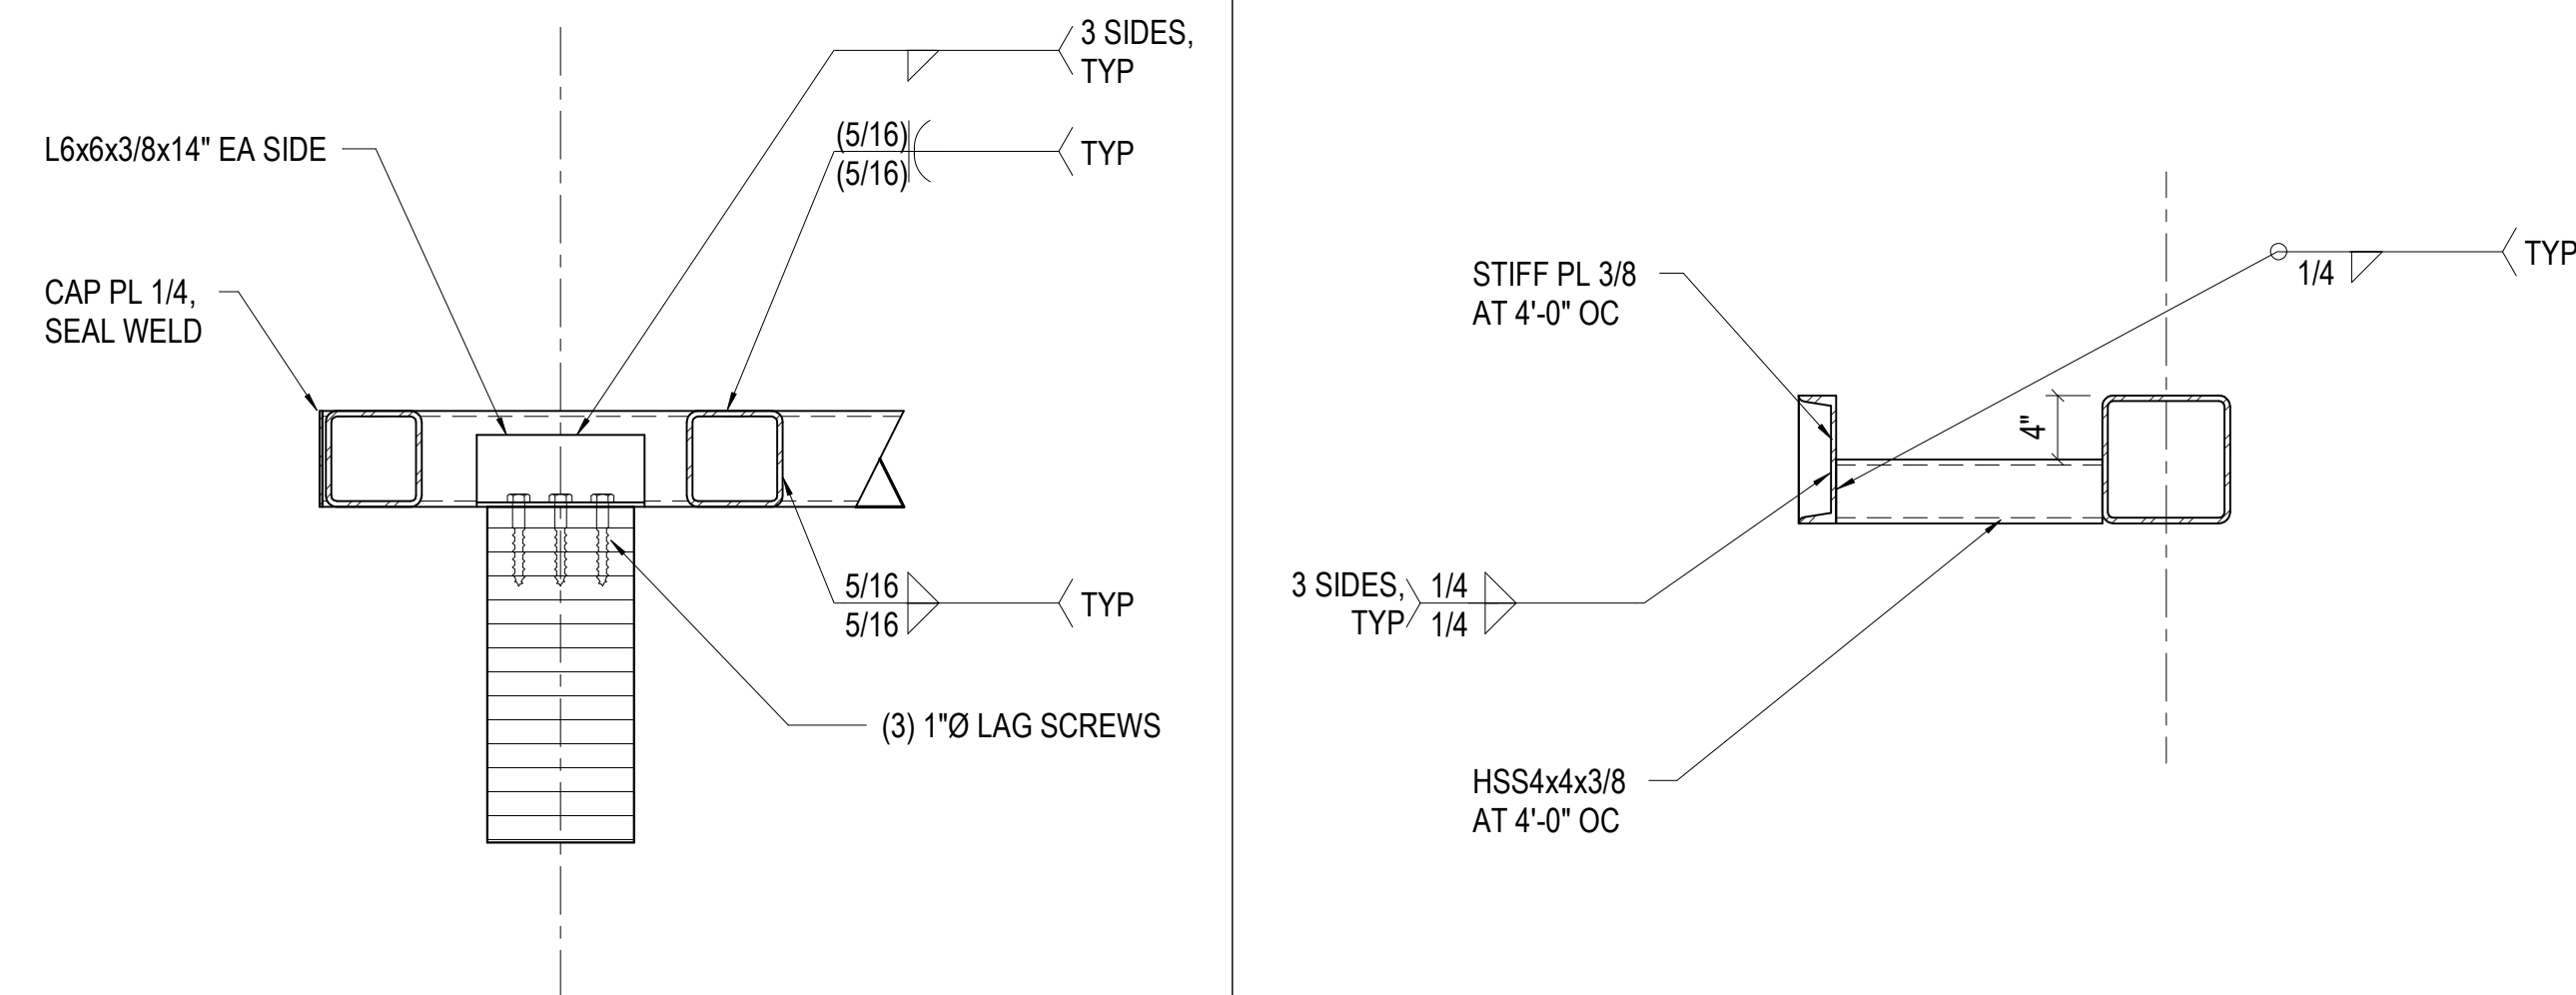 3 SIDES,
TYP
(5/16)
(5/16)
TYP
L6x6x3/8x14" EA SIDE
CAP PL 1/4,
SEAL WELD
5/16
5/16
TYP
(3) 1"Ø LAG SCREWS
TYP
1/4
STIFF PL 3/8
AT 4'-0" OC
4"
3 SIDES,
TYP
1/4
1/4
HSS4x4x3/8
AT 4'-0" OC